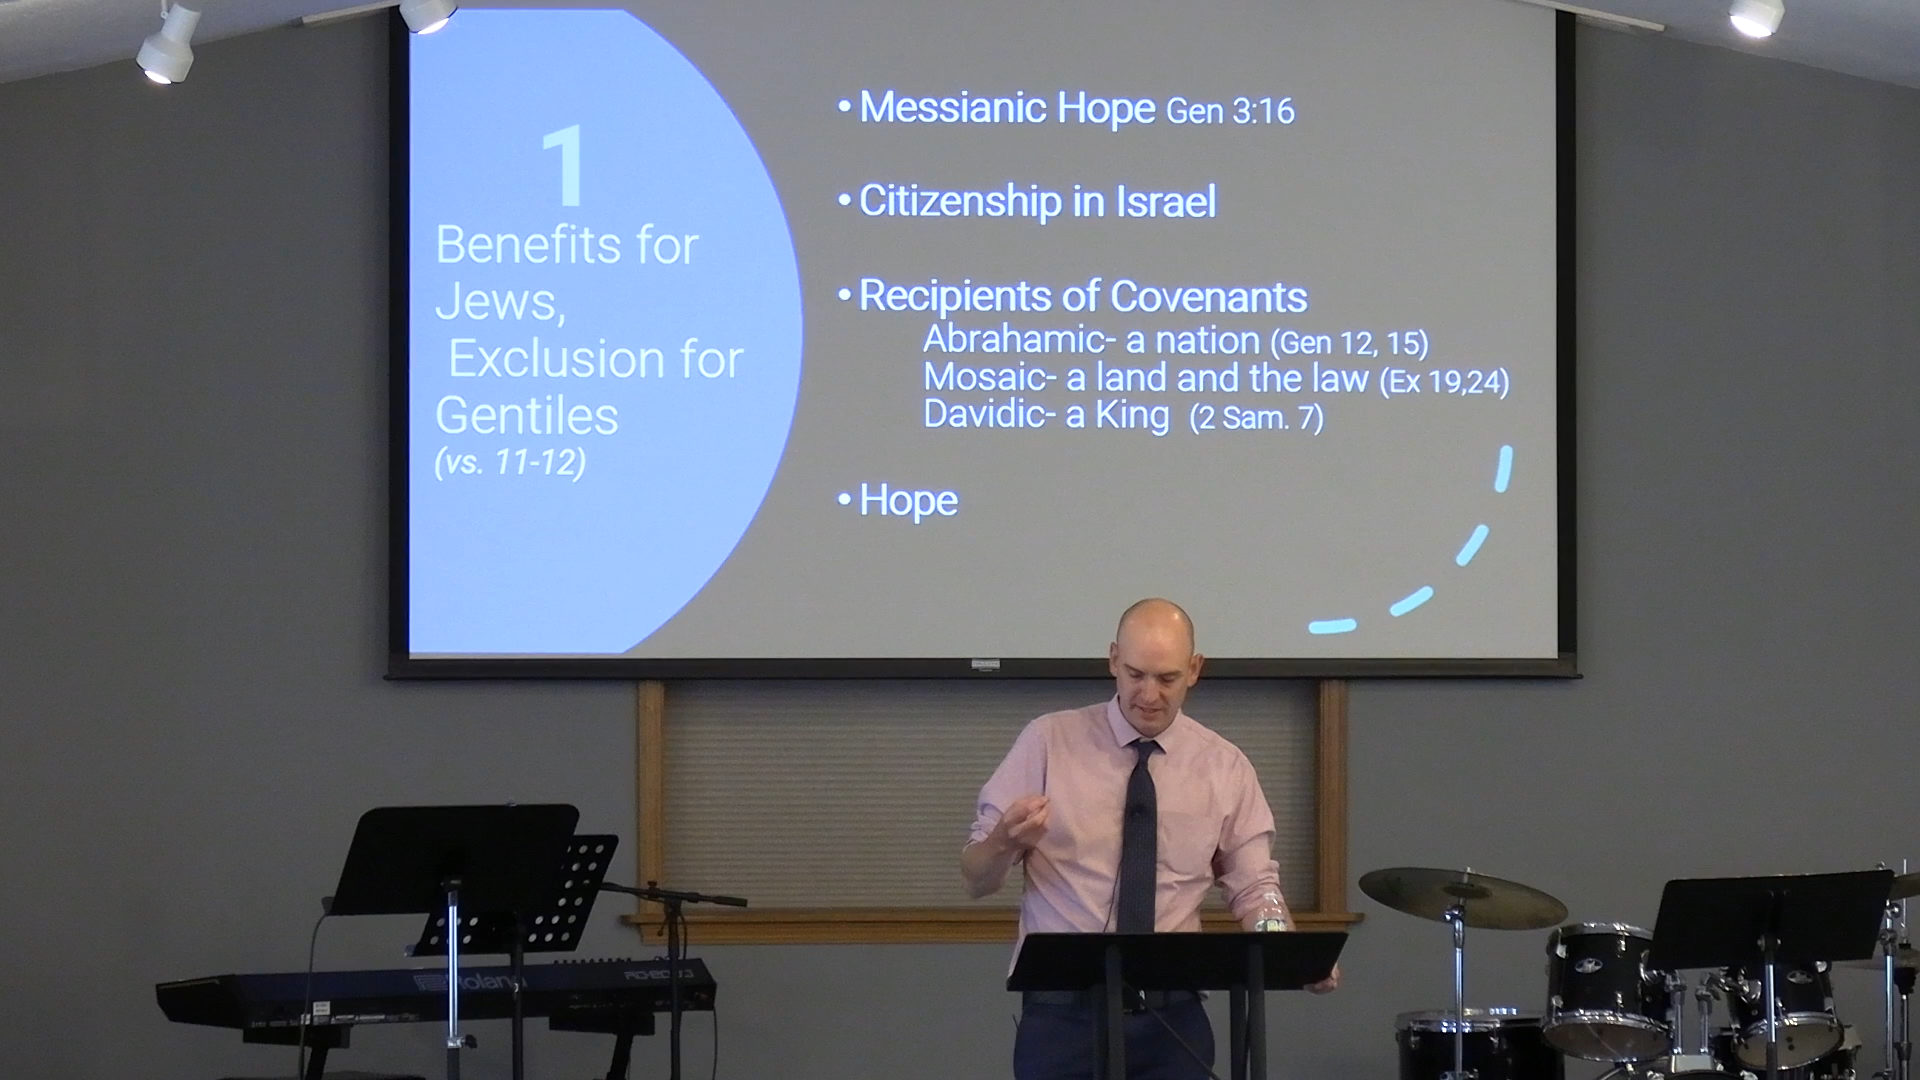 1
Benefits for
Jews,
Exclusion for
Gentiles
(vs. 11-12)
• Messianic Hope Gen 3:16
• Citizenship in Israel
• Recipients of Covenants
Abrahamic- a nation (Gen 12, 15)
Mosaic- a land and the law (Ex 19,24)
Davidic- a King (2 Sam. 7)
• Hope
Roland